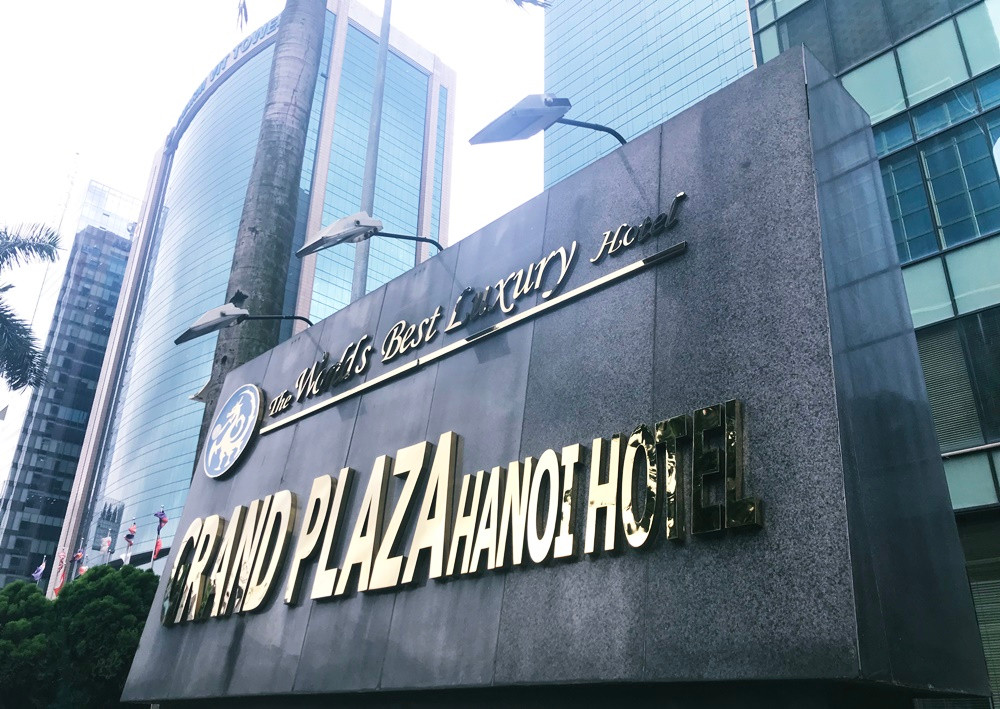 The World's Best Luxury Hotel
GRAND PLAZA HANOI HOTEL